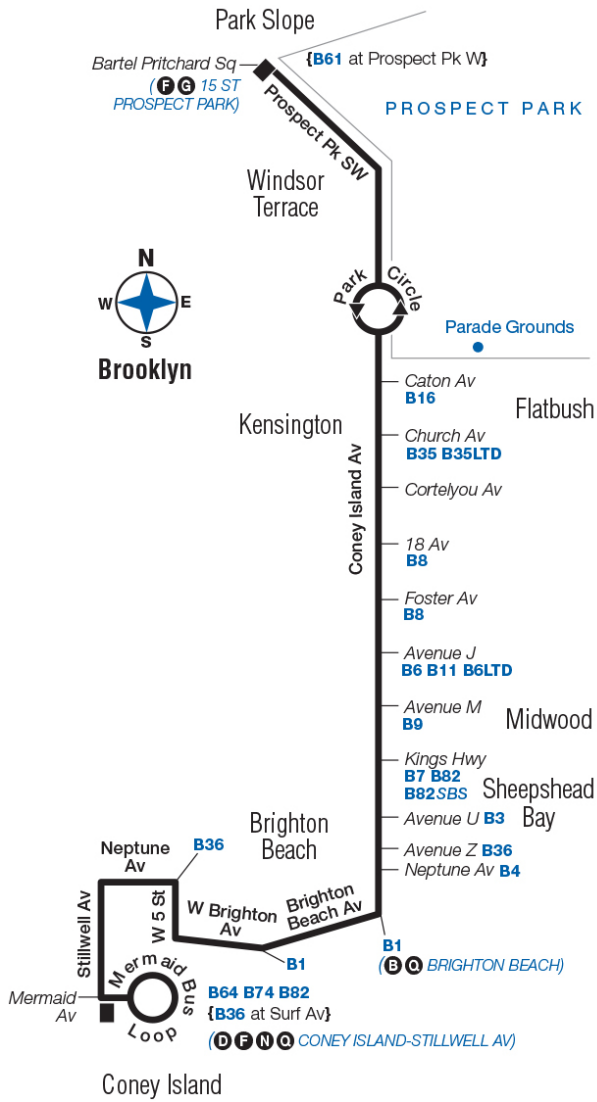 Park Slope
Bartel Pritchard Sq
(F G 15 ST
PROSPECT PARK)
{B61 at Prospect Pk W}
PROSPECT PARK
Prospect Pk SW
Windsor
Terrace
N
W E
S
Brooklyn
Park Circle
Parade Grounds
Caton Av
B16
Flatbush
Kensington
Church Av
B35 B35LTD
Coney Island Av
Cortelyou Av
18 Av
B8
Foster Av
B8
Avenue J
B6 B11 B6LTD
Avenue M
B9
Midwood
Kings Hwy
B7 B82
B82SBS
Sheepshead
Bay
Avenue U B3
Avenue Z B36
Neptune Av B4
Brighton
Beach
Neptune
Av
B36
Stillwell Av
W 5 St
W Brighton
Av
Brighton
Beach Av
B1
B1
(B Q BRIGHTON BEACH)
Mermaid Bus
Loop
Mermaid
Av
B64 B74 B82
{B36 at Surf Av}
(D F N Q CONEY ISLAND-STILLWELL AV)
Coney Island